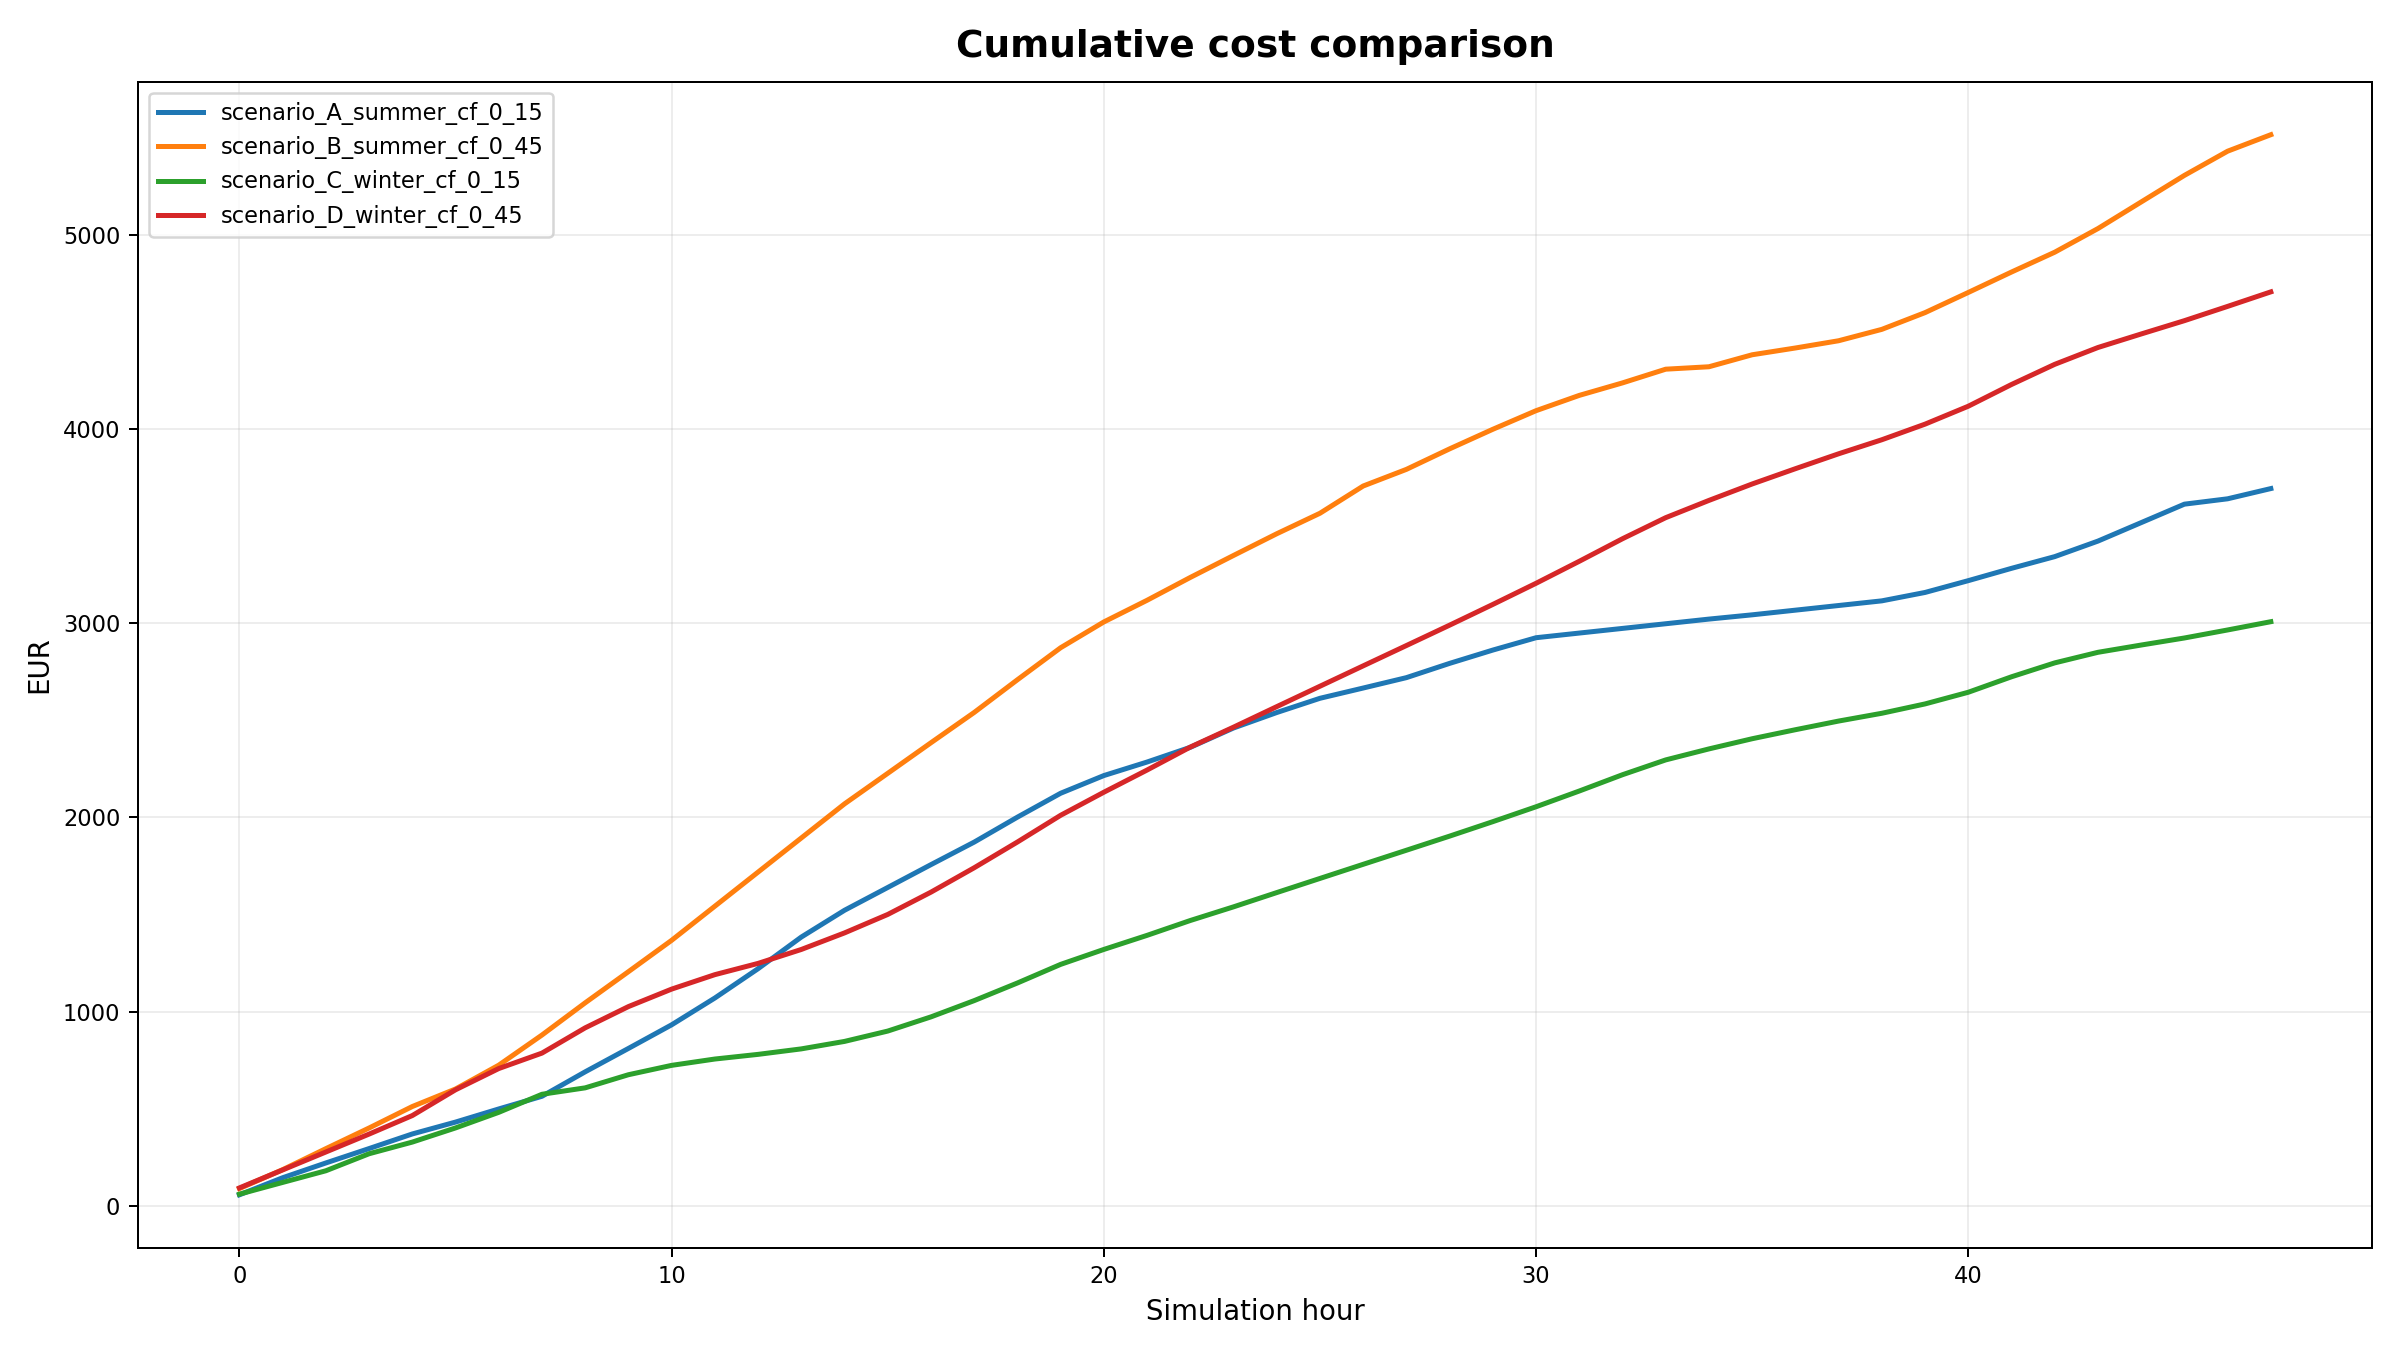 Cumulative cost comparison
scenario_A_summer_cf_0_15
scenario_B_summer_cf_0_45
scenario_C_winter_cf_0_15
scenario_D_winter_cf_0_45
5000
4000
3000
2000
1000
0
EUR
0 10 20 30 40
Simulation hour